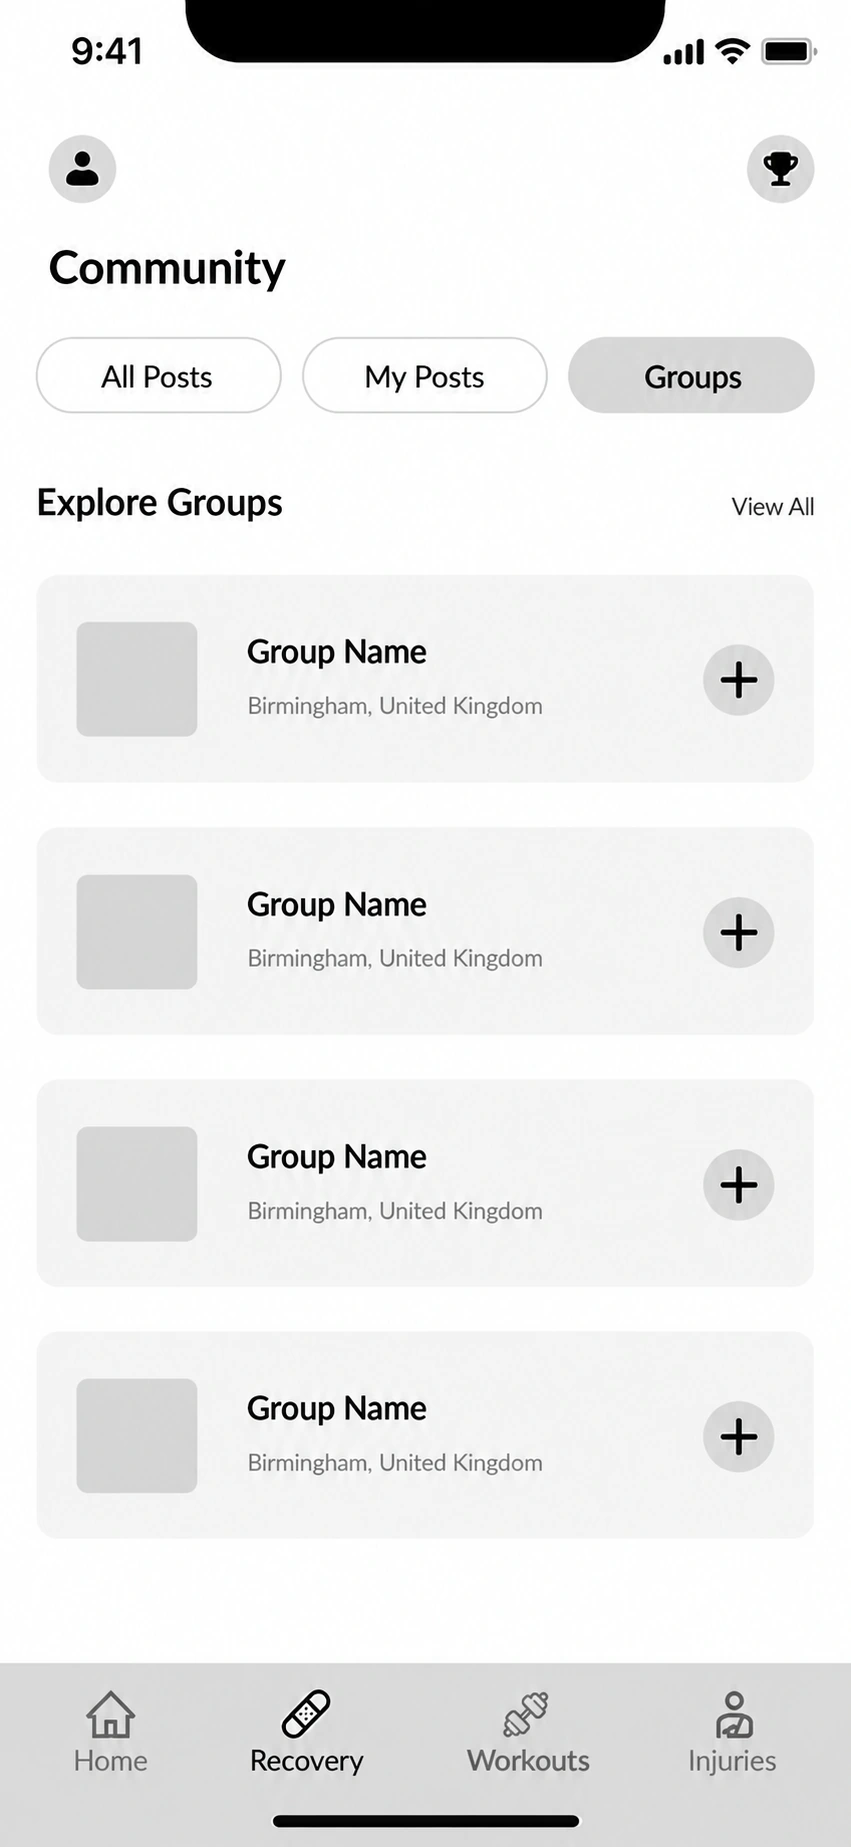 9:41
Community
All Posts
My Posts
Groups
Explore Groups
View All
Group Name
Birmingham, United Kingdom
Group Name
Birmingham, United Kingdom
Group Name
Birmingham, United Kingdom
Group Name
Birmingham, United Kingdom
Home
Recovery
Workouts
Injuries